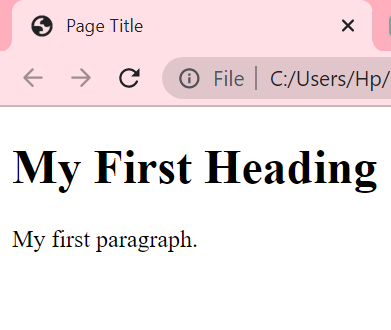 Page Title
File | C:/Users/Hp/
My First Heading
My first paragraph.